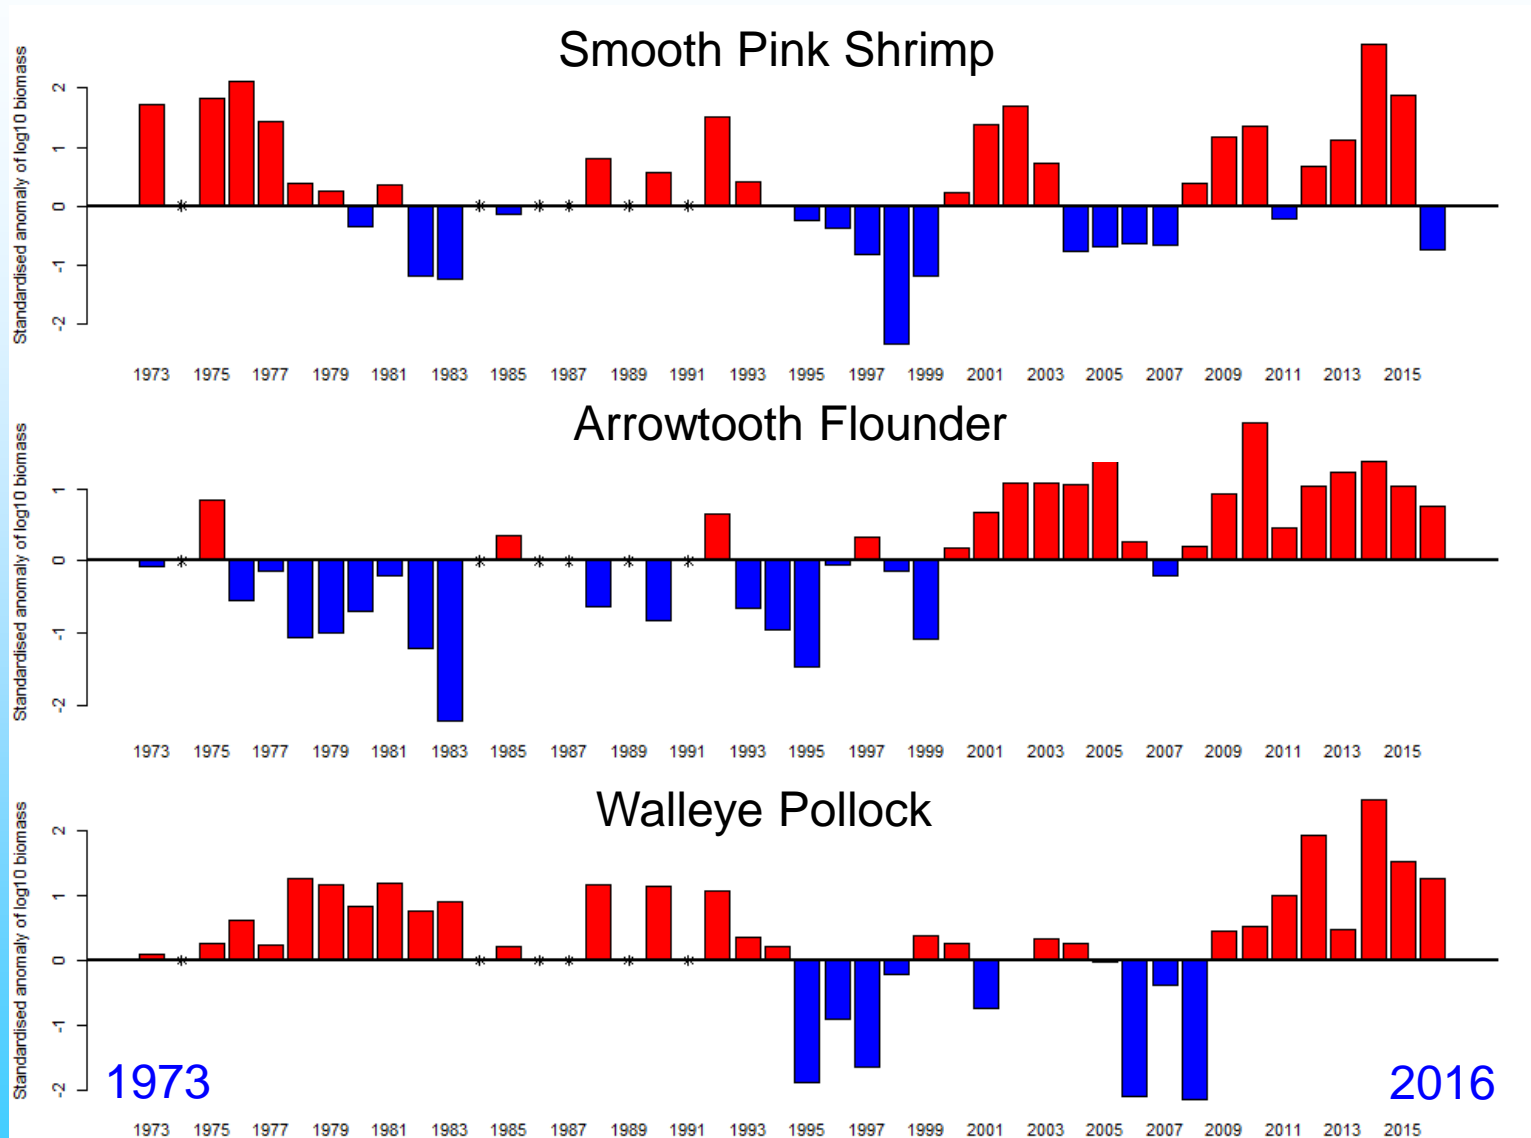 Smooth Pink Shrimp
Standardised anomaly of log10 biomass
2
1
0
-1
-2
* * * * * *
1973 1975 1977 1979 1981 1983 1985 1987 1989 1991 1993 1995 1997 1999 2001 2003 2005 2007 2009 2011 2013 2015
Arrowtooth Flounder
Standardised anomaly of log10 biomass
1
0
-1
-2
* * * * * *
1973 1975 1977 1979 1981 1983 1985 1987 1989 1991 1993 1995 1997 1999 2001 2003 2005 2007 2009 2011 2013 2015
Walleye Pollock
Standardised anomaly of log10 biomass
2
1
0
-1
-2
* * * * * *
1973 2016
1973 1975 1977 1979 1981 1983 1985 1987 1989 1991 1993 1995 1997 1999 2001 2003 2005 2007 2009 2011 2013 2015